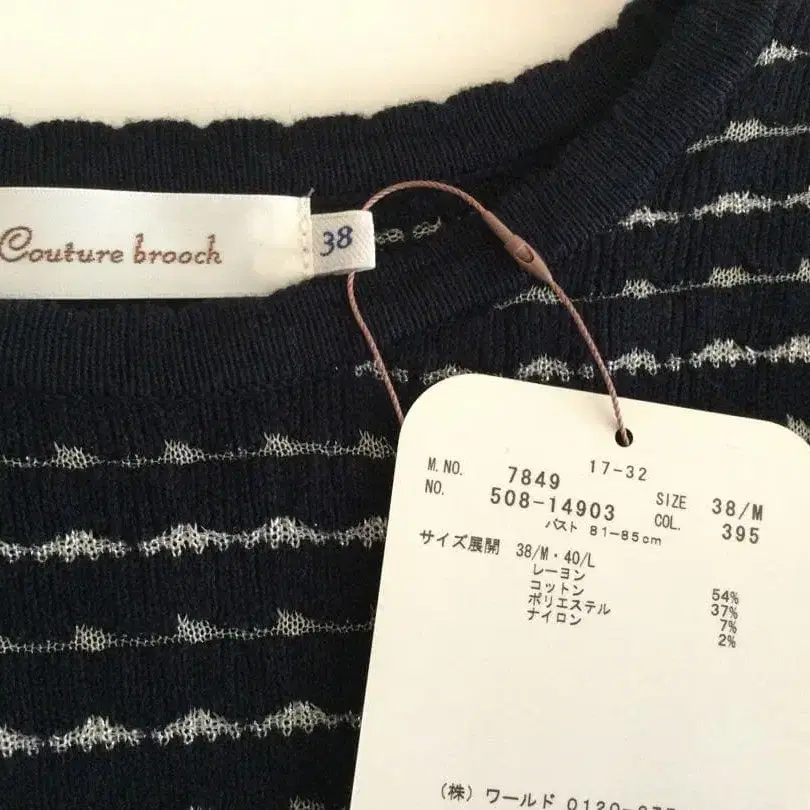 Couture brooch
38
17-32
M.NO. 7849 SIZE 38/M
NO. 508-14903 COL. 395
バスト 81-85cm
サイズ展開 38/M・40/L
レーヨン 54%
コットン 37%
ポリエステル 7%
ナイロン 2%
(株) ワールド 0120-